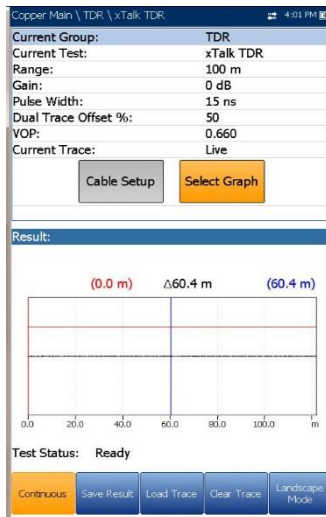 Copper Main \ TDR \ xTalk TDR 4:01 PM
Current Group: TDR
Current Test: xTalk TDR
Range: 100 m
Gain: 0 dB
Pulse Width: 15 ns
Dual Trace Offset %: 50
VOP: 0.660
Current Trace: Live
Cable Setup Select Graph
Result:
(0.0 m) Δ60.4 m (60.4 m)
0.0 20.0 40.0 60.0 80.0 100.0 m
Test Status: Ready
Continuous Save Result Load Trace Clear Trace Landscape Mode